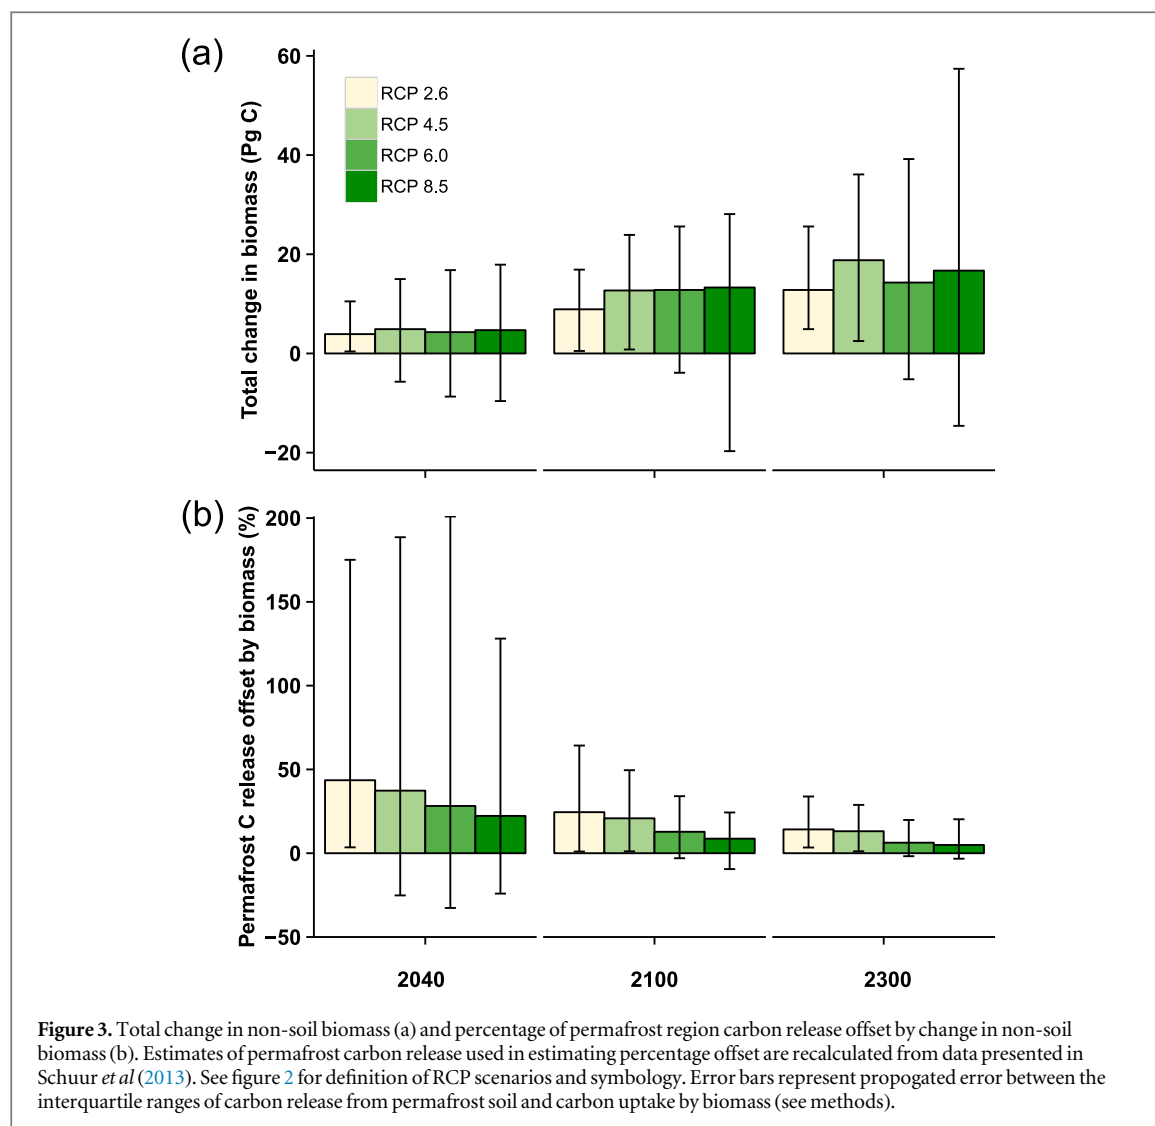 (a)
Total change in biomass (Pg C)
60
40
20
0
−20
RCP 2.6
RCP 4.5
RCP 6.0
RCP 8.5
(b)
Permafrost C release offset by biomass (%)
200
150
100
50
0
−50
2040 2100 2300
Figure 3. Total change in non-soil biomass (a) and percentage of permafrost region carbon release offset by change in non-soil
biomass (b). Estimates of permafrost carbon release used in estimating percentage offset are recalculated from data presented in
Schuur et al (2013). See figure 2 for definition of RCP scenarios and symbology. Error bars represent propogated error between the
interquartile ranges of carbon release from permafrost soil and carbon uptake by biomass (see methods).